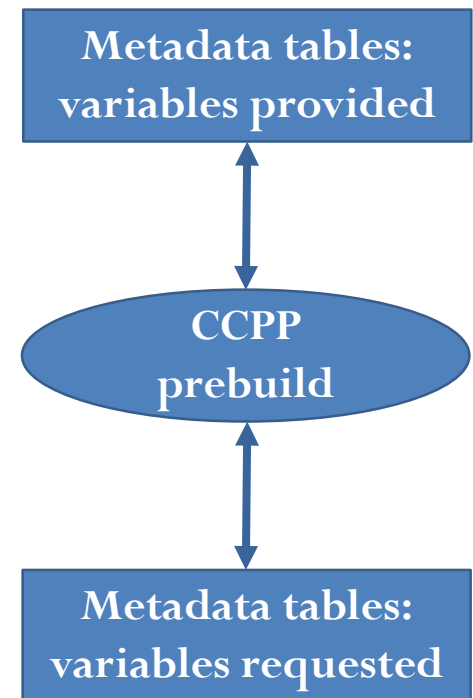 Metadata tables:
variables provided
CCPP
prebuild
Metadata tables:
variables requested